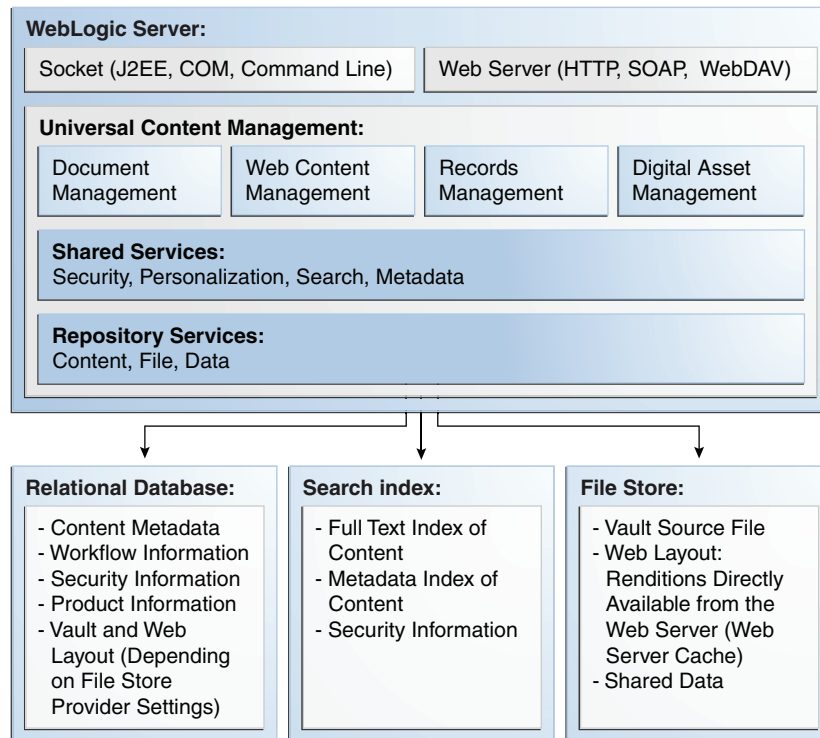 WebLogic Server:
Socket (J2EE, COM, Command Line)
Web Server (HTTP, SOAP, WebDAV)
Universal Content Management:
Document
Management
Web Content
Management
Records
Management
Digital Asset
Management
Shared Services:
Security, Personalization, Search, Metadata
Repository Services:
Content, File, Data
Relational Database:
- Content Metadata
- Workflow Information
- Security Information
- Product Information
- Vault and Web
Layout (Depending
on File Store
Provider Settings)
Search index:
- Full Text Index of
Content
- Metadata Index of
Content
- Security Information
File Store:
- Vault Source File
- Web Layout:
Renditions Directly
Available from the
Web Server (Web
Server Cache)
- Shared Data